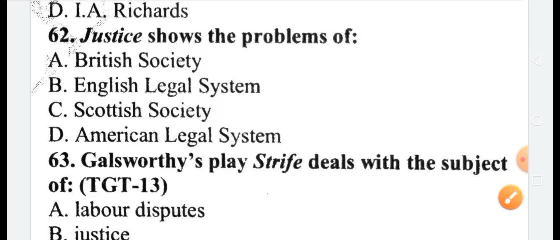 D. I.A. Richards
62. Justice shows the problems of:
A. British Society
B. English Legal System
C. Scottish Society
D. American Legal System
63. Galsworthy's play Strife deals with the subject
of: (TGT-13)
A. labour disputes
B. justice